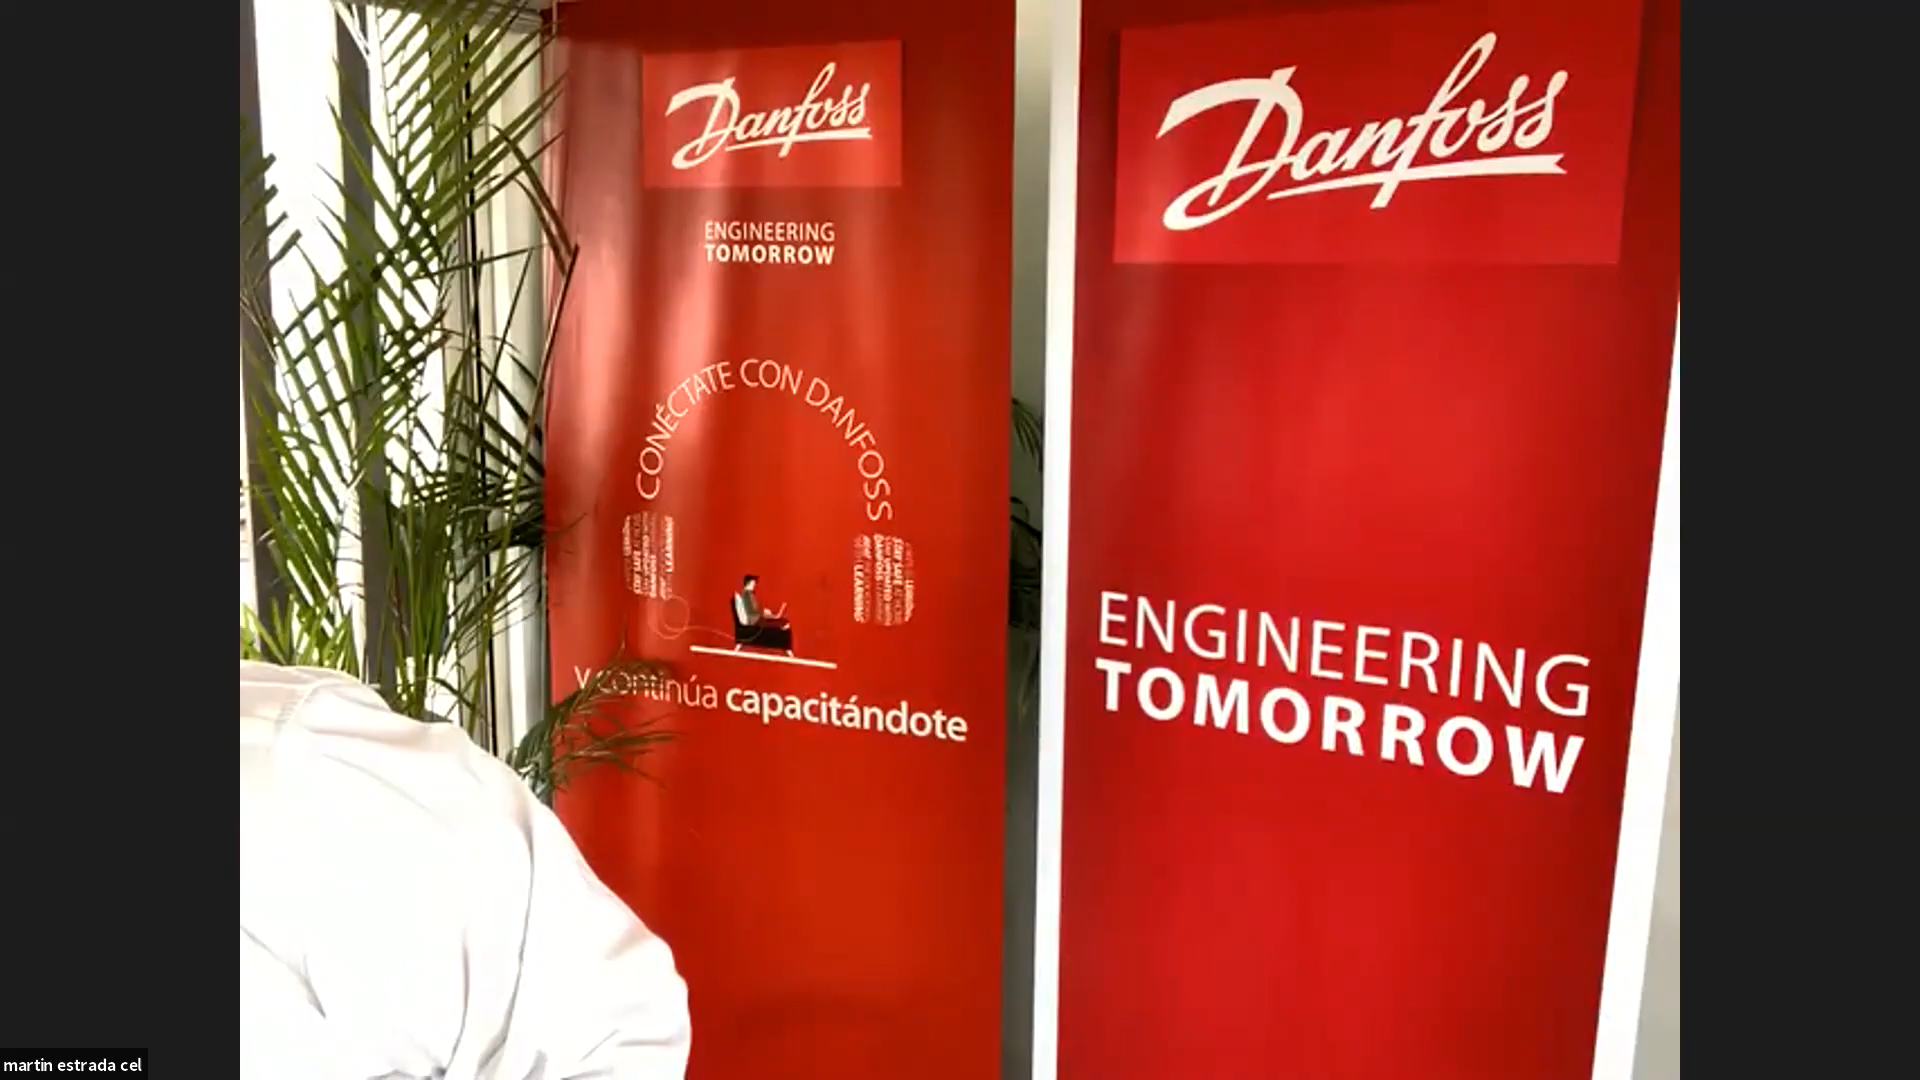 Danfoss
ENGINEERING
TOMORROW
CONÉCTATE CON DANFOSS
y continúa capacitándote
Danfoss
ENGINEERING
TOMORROW
martin estrada cel